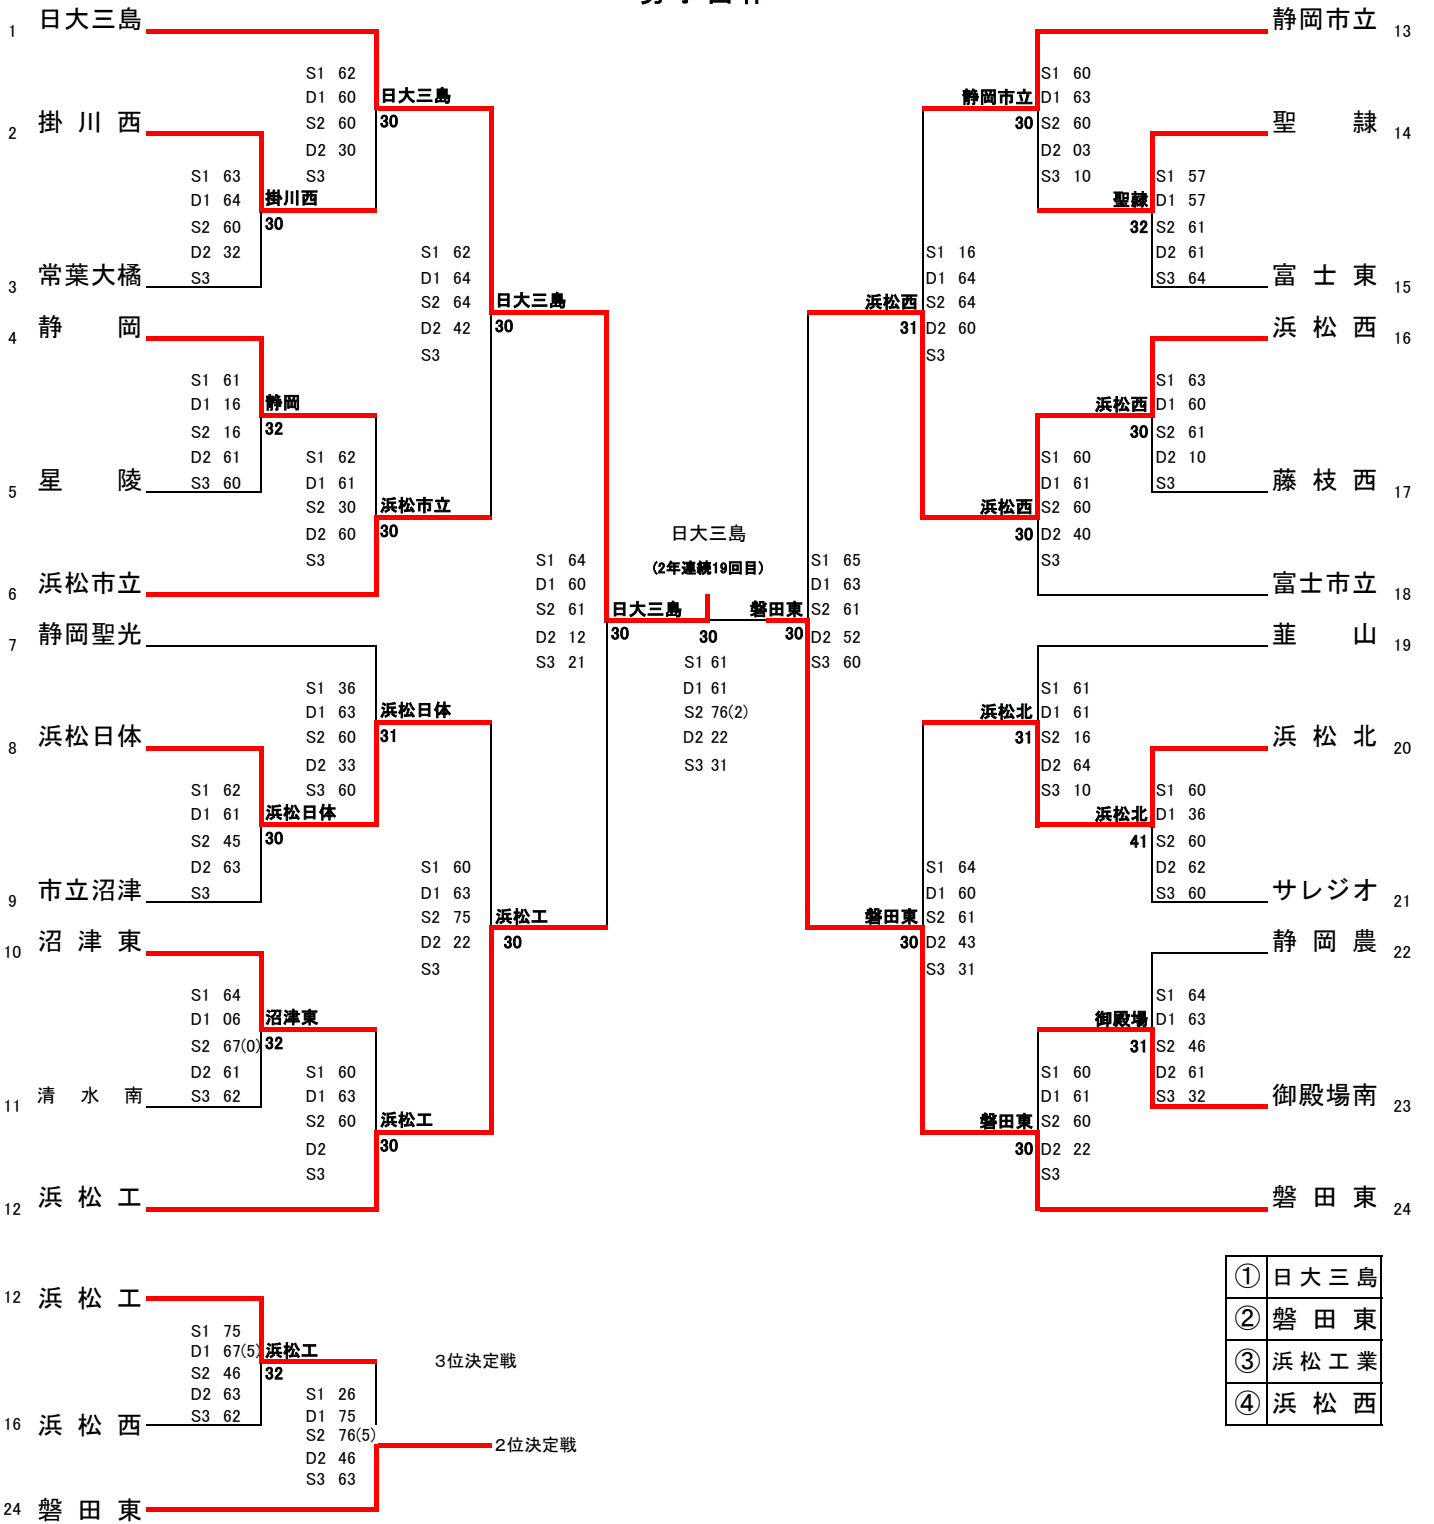 日大三島
1
S1 62
D1 60
S2 60
D2 30
S3
日大三島
30
掛川西
2
S1 63
D1 64
S2 60
D2 32
S3
掛川西
30
常葉大橘
3
静岡
4
S1 61
D1 16
S2 16
D2 61
S3 60
静岡
32
星陵
5
S1 62
D1 61
S2 30
D2 60
S3
浜松市立
30
浜松市立
6
S1 62
D1 64
S2 64
D2 42
S3
日大三島
30
静岡聖光
7
S1 36
D1 63
S2 60
D2 33
S3 60
浜松日体
31
浜松日体
8
S1 62
D1 61
S2 45
D2 63
S3
浜松日体
30
市立沼津
9
沼津東
10
S1 64
D1 06
S2 67(0)
D2 61
S3 62
沼津東
32
清水南
11
S1 60
D1 63
S2 60
D2
S3
浜松工
30
浜松工
12
S1 60
D1 63
S2 75
D2 22
S3
浜松工
30
S1 64
D1 60
S2 61
D2 12
S3 21
日大三島
30
日大三島
(2年連続19回目)
30
S1 61
D1 61
S2 76(2)
D2 22
S3 31
磐田東
30
S1 65
D1 63
S2 61
D2 52
S3 60
静岡市立
13
静岡市立
30
S1 60
D1 63
S2 60
D2 03
S3 10
聖隷
14
聖隷
32
S1 57
D1 57
S2 61
D2 61
S3 64
富士東
15
浜松西
31
S1 16
D1 64
S2 64
D2 60
S3
浜松西
16
浜松西
30
S1 63
D1 60
S2 61
D2 10
S3
藤枝西
17
浜松西
30
S1 60
D1 61
S2 60
D2 40
S3
富士市立
18
韮山
19
浜松北
31
S1 61
D1 61
S2 16
D2 64
S3 10
浜松北
20
浜松北
41
S1 60
D1 36
S2 60
D2 62
S3 60
サレジオ
21
磐田東
30
S1 64
D1 60
S2 61
D2 43
S3 31
静岡農
22
御殿場
31
S1 64
D1 63
S2 46
D2 61
S3 32
御殿場南
23
磐田東
30
S1 60
D1 61
S2 60
D2 22
S3
磐田東
24
12 浜松工
S1 75
D1 67(5)
S2 46
D2 63
S3 62
浜松工
32
3位決定戦
16 浜松西
S1 26
D1 75
S2 76(5)
D2 46
S3 63
2位決定戦
24 磐田東
① 日大三島
② 磐田東
③ 浜松工業
④ 浜松西